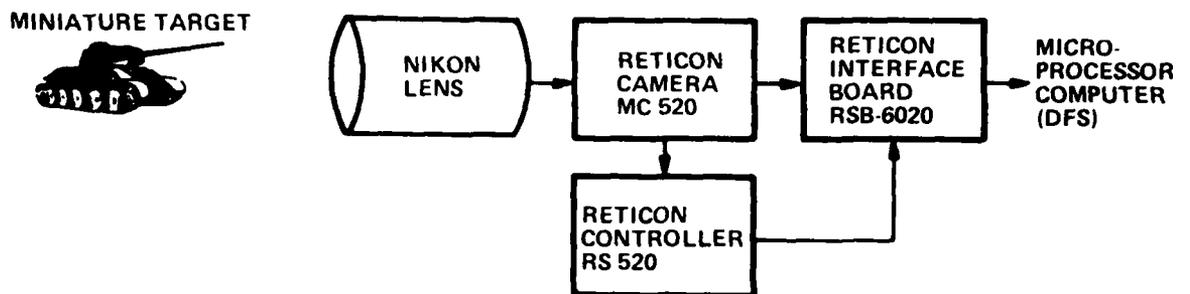 MINIATURE TARGET
NIKON
LENS
RETICON
CAMERA
MC 520
RETICON
INTERFACE
BOARD
RSB-6020
MICRO-
PROCESSOR
COMPUTER
(DFS)
RETICON
CONTROLLER
RS 520